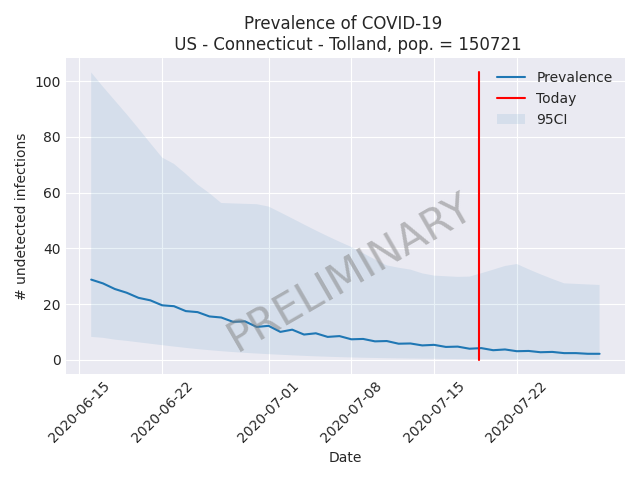 Prevalence of COVID-19
US - Connecticut - Tolland, pop. = 150721
# undetected infections
100
80
60
40
20
0
Prevalence
Today
95CI
PRELIMINARY
2020-06-15
2020-06-22
2020-07-01
2020-07-08
2020-07-15
2020-07-22
Date